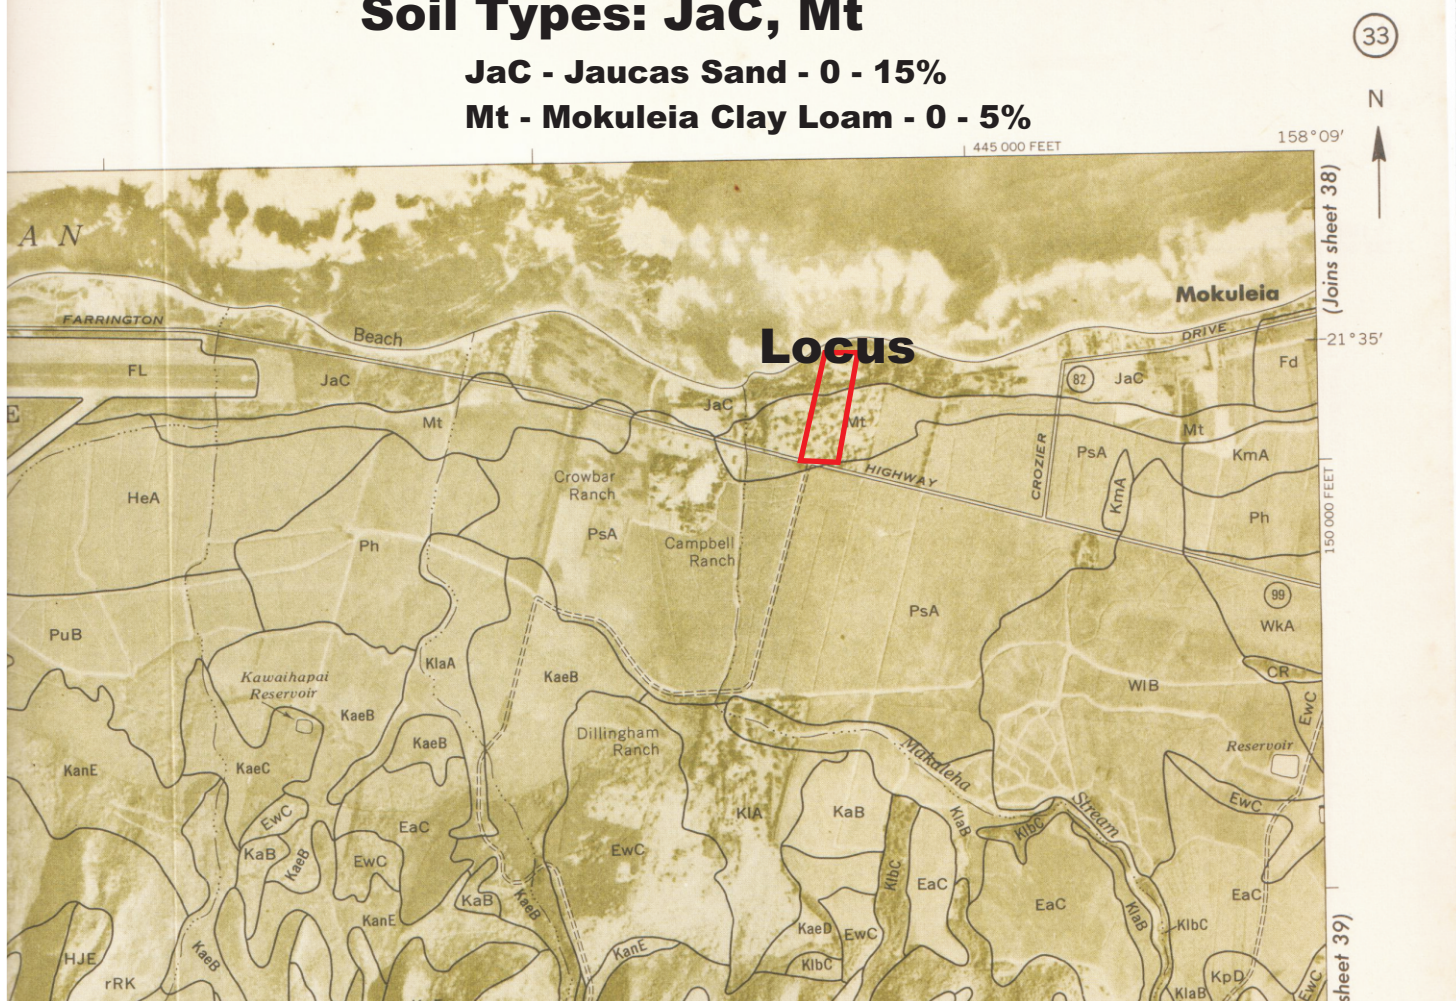 Soil Types: JaC, Mt
33
JaC - Jaucas Sand - 0 - 15%
N
Mt - Mokuleia Clay Loam - 0 - 5%
158°09′
445 000 FEET
(Joins sheet 38)
A N
Mokuleia
FARRINGTON
DRIVE
Beach
Locus
21°35′
FL
JaC
82
JaC
Fd
JaC
E
Mt
Mt
Mt
PsA
KmA
HIGHWAY
CROZIER
Crowbar
Ranch
HeA
KmA
Ph
150 000 FEET
PsA
Ph
Campbell
Ranch
99
PsA
WkA
PuB
KlaA
CR
Kawaihapai
Reservoir
KaeB
WIB
EwC
KaeB
Dillingham
Ranch
KaeB
Makaleha
Reservoir
KanE
KaeC
EwC
Stream
EwC
KIA
KaB
KlaB
KlbC
EaC
KaB
KaeB
EwC
EwC
KlbC
EaC
EaC
EaC
KaB
KaeB
KanE
KlaB
KlbC
KaeD
EwC
sheet 39)
KaeB
KanE
HJE
KlbC
KpD
EwC
rRK
KlaB